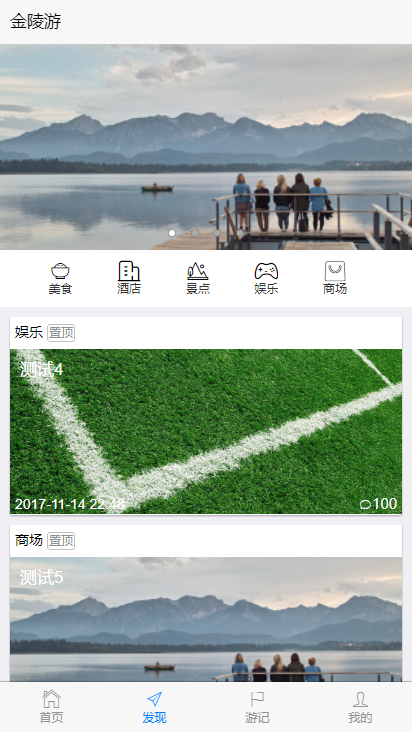 金陵游
美食 酒店 景点 娱乐 商场
娱乐 置顶
测试4
2017-11-14 22:48 100
商场 置顶
测试5
首页 发现 游记 我的